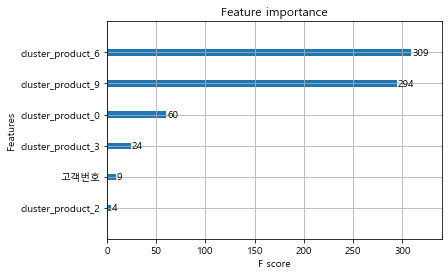 Feature importance
cluster_product_6
309
cluster_product_9
294
cluster_product_0
60
cluster_product_3
24
고객번호
9
cluster_product_2
4
Features
0 50 100 150 200 250 300
F score